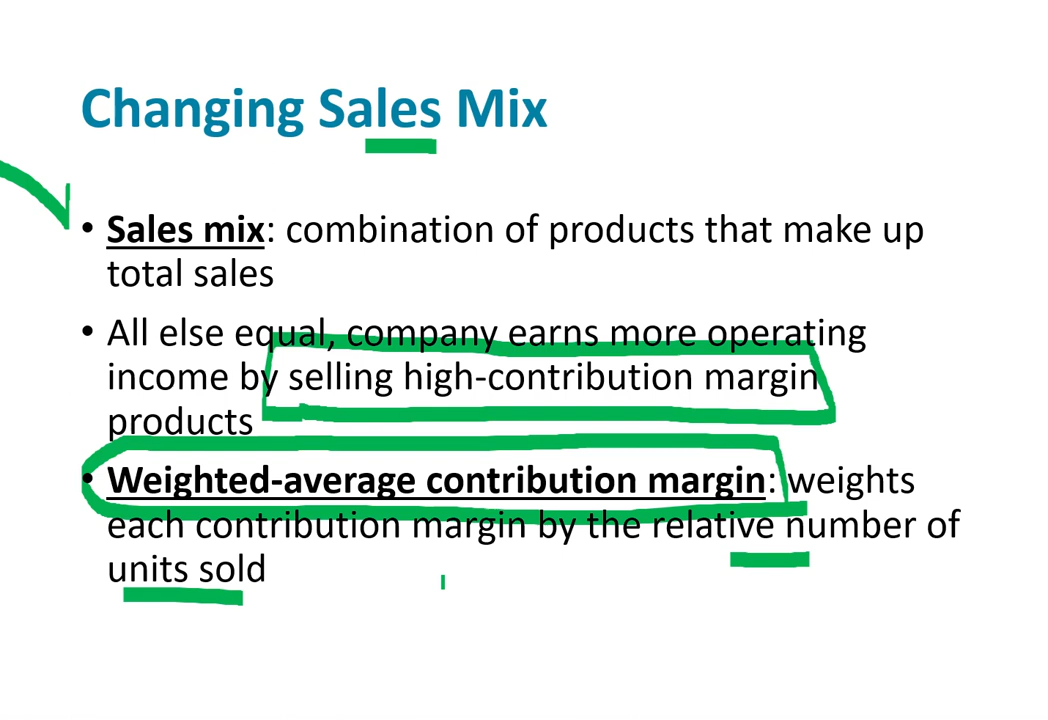 Changing Sales Mix
• Sales mix: combination of products that make up
total sales
• All else equal, company earns more operating
income by selling high-contribution margin
products
• Weighted-average contribution margin: weights
each contribution margin by the relative number of
units sold